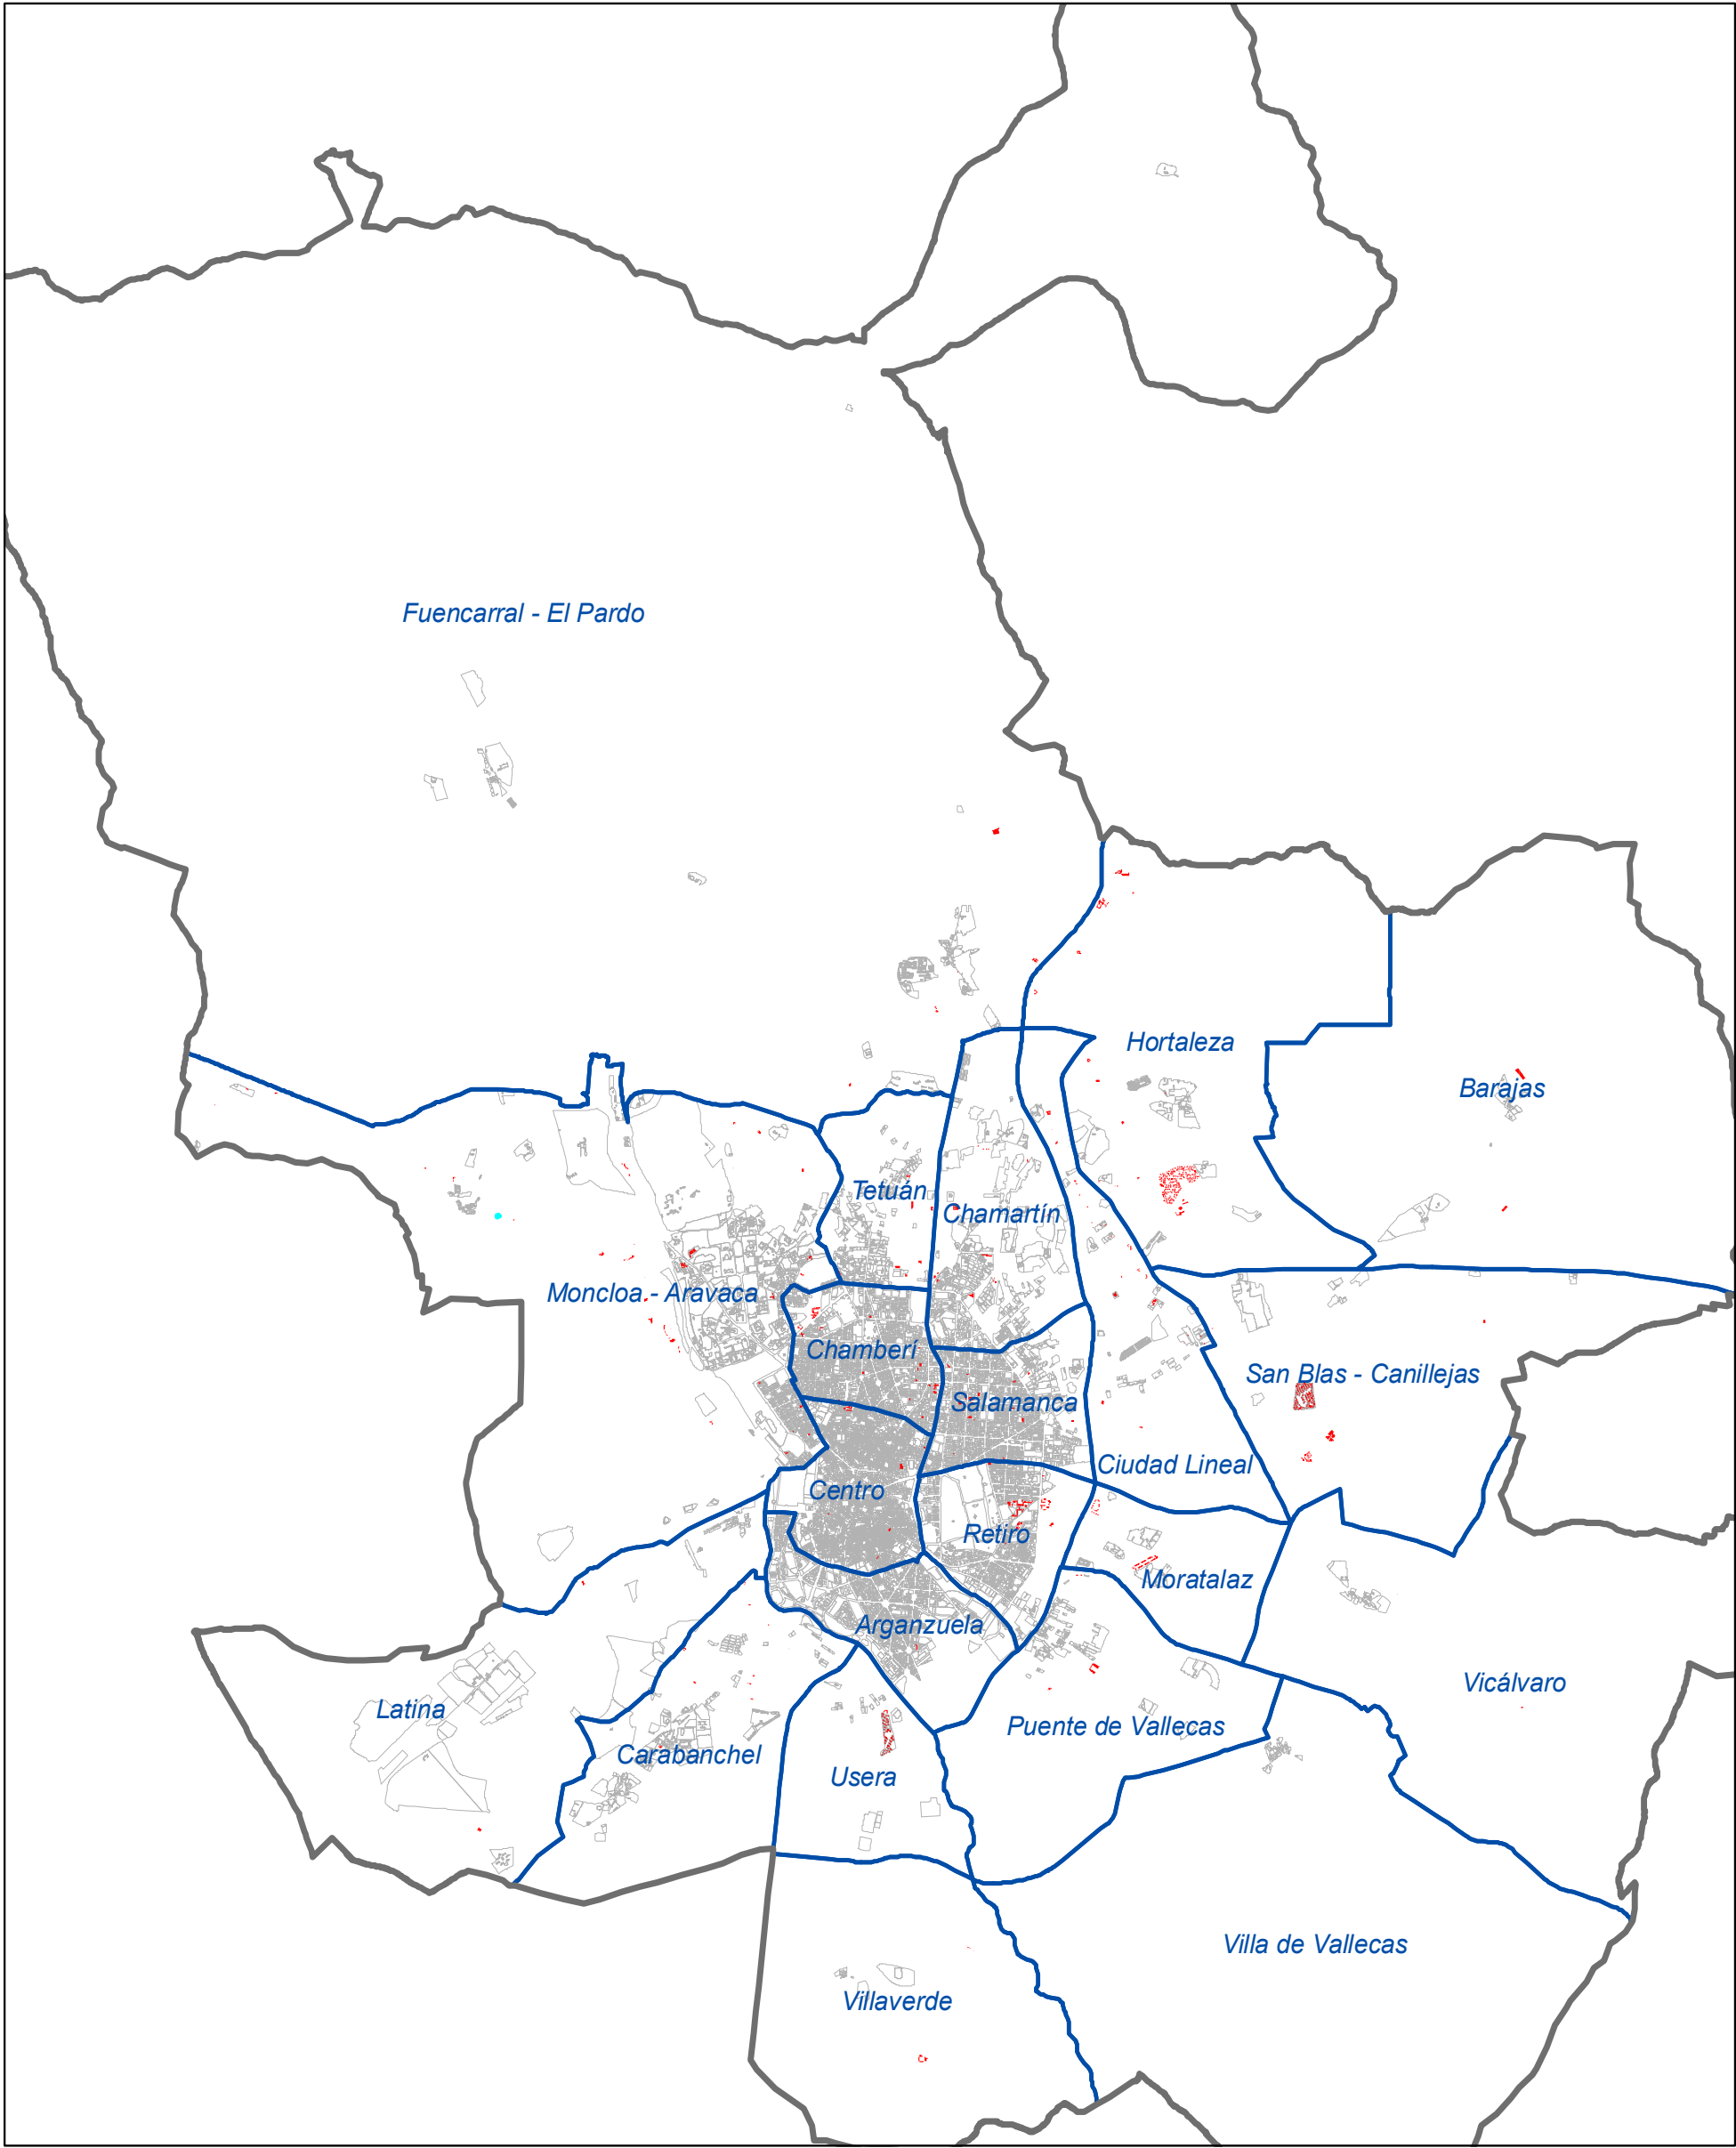 Fuencarral - El Pardo
Hortaleza
Barajas
Tetuán
Chamartín
Moncloa - Aravaca
Chamberí
San Blas - Canillejas
Salamanca
Ciudad Lineal
Centro
Retiro
Moratalaz
Arganzuela
Vicálvaro
Latina
Puente de Vallecas
Carabanchel
Usera
Villa de Vallecas
Villaverde